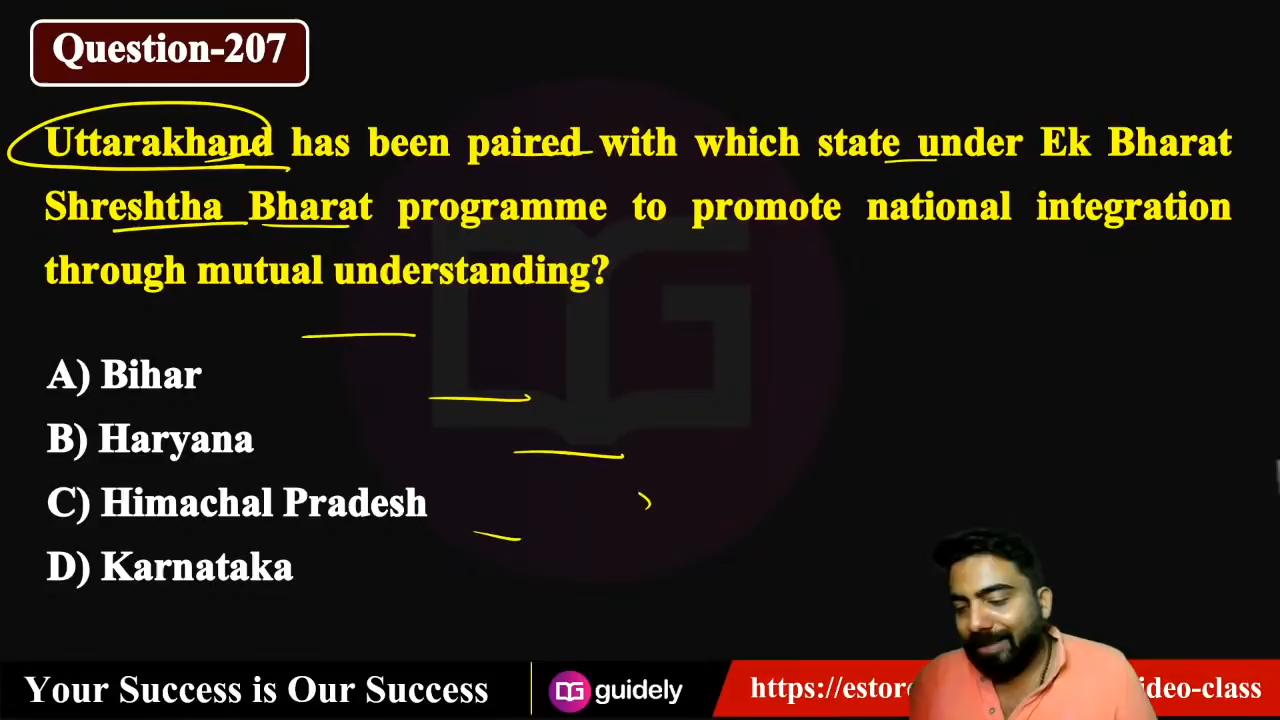 Question-207
Uttarakhand has been paired with which state under Ek Bharat
Shreshtha Bharat programme to promote national integration
through mutual understanding?
A) Bihar
B) Haryana
C) Himachal Pradesh
D) Karnataka
Your Success is Our Success
guidely
https://estor
ideo-class